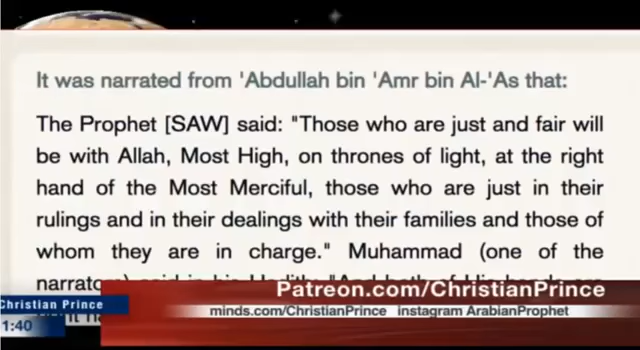 It was narrated from 'Abdullah bin 'Amr bin Al-'As that:
The Prophet [SAW] said: "Those who are just and fair will
be with Allah, Most High, on thrones of light, at the right
hand of the Most Merciful, those who are just in their
rulings and in their dealings with their families and those of
whom they are in charge." Muhammad (one of the
Patreon.com/ChristianPrince
Christian Prince
minds.com/ChristianPrince instagram ArabianProphet
1:40